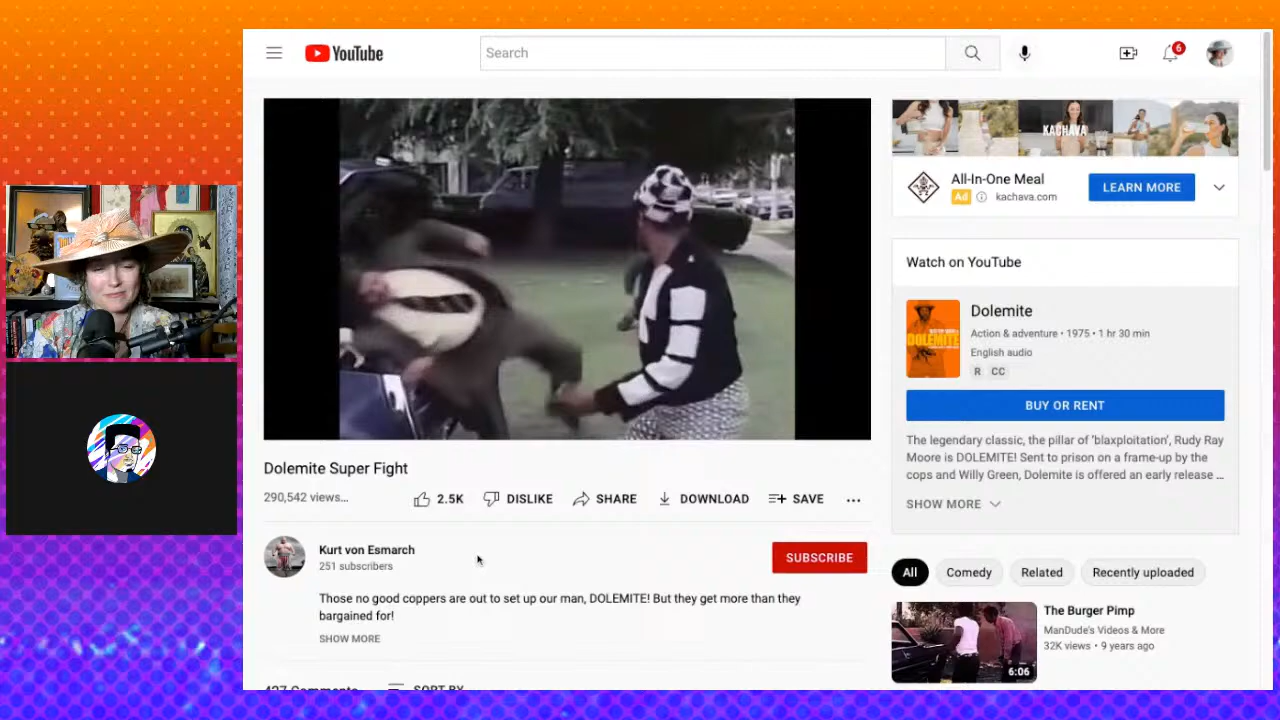 YouTube
Search
6
KACHAVA
All-In-One Meal
Ad
kachava.com
LEARN MORE
Watch on YouTube
DOLEMITE
Dolemite
Action & adventure • 1975 • 1 hr 30 min
English audio
R CC
BUY OR RENT
The legendary classic, the pillar of 'blaxploitation', Rudy Ray
Moore is DOLEMITE! Sent to prison on a frame-up by the
cops and Willy Green, Dolemite is offered an early release ...
SHOW MORE
Dolemite Super Fight
290,542 views...
2.5K
DISLIKE
SHARE
DOWNLOAD
SAVE
Kurt von Esmarch
251 subscribers
SUBSCRIBE
Those no good coppers are out to set up our man, DOLEMITE! But they get more than they
bargained for!
SHOW MORE
427 Comments
SORT BY
All
Comedy
Related
Recently uploaded
The Burger Pimp
ManDude's Videos & More
32K views • 9 years ago
6:06